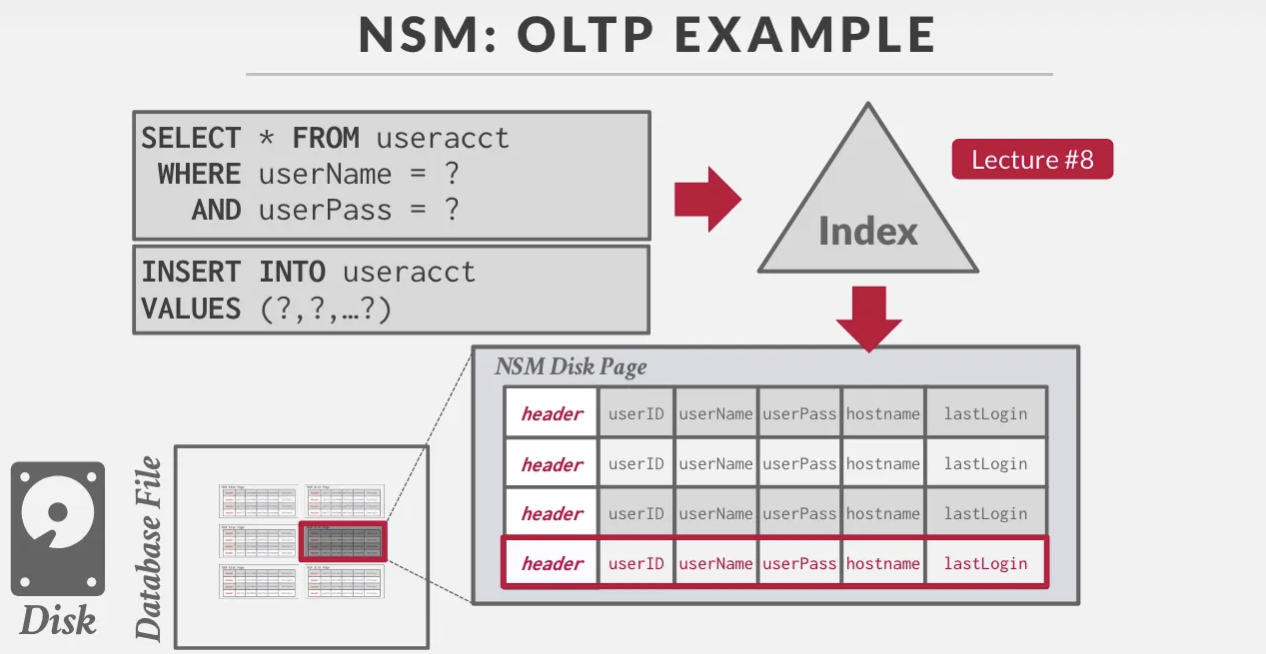 NSM: OLTP EXAMPLE
SELECT * FROM useracct
WHERE userName = ?
AND userPass = ?
INSERT INTO useracct
VALUES (?,?,…?)
Index
Lecture #8
NSM Disk Page
header userID userName userPass hostname lastLogin
header userID userName userPass hostname lastLogin
header userID userName userPass hostname lastLogin
header userID userName userPass hostname lastLogin
Database File
Disk